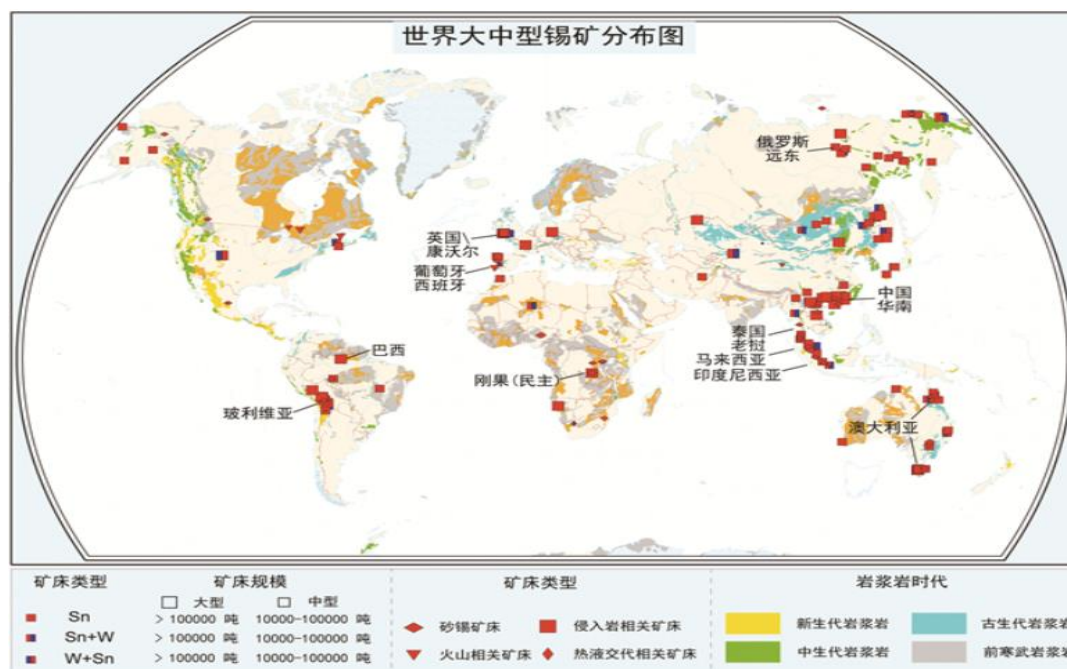 世界大中型锡矿分布图
俄罗斯
远东
英国
康沃尔
葡萄牙
西班牙
中国
华南
泰国
老挝
马来西亚
印度尼西亚
巴西
刚果(民主)
玻利维亚
澳大利亚
矿床类型 矿床规模 矿床类型 岩浆岩时代
大型 中型
Sn > 100000 吨 10000-100000 吨 砂锡矿床 侵入岩相关矿床 新生代岩浆岩 古生代岩浆岩
Sn+W > 100000 吨 10000-100000 吨
W+Sn > 100000 吨 10000-100000 吨 火山相关矿床 热液交代相关矿床 中生代岩浆岩 前寒武岩浆岩